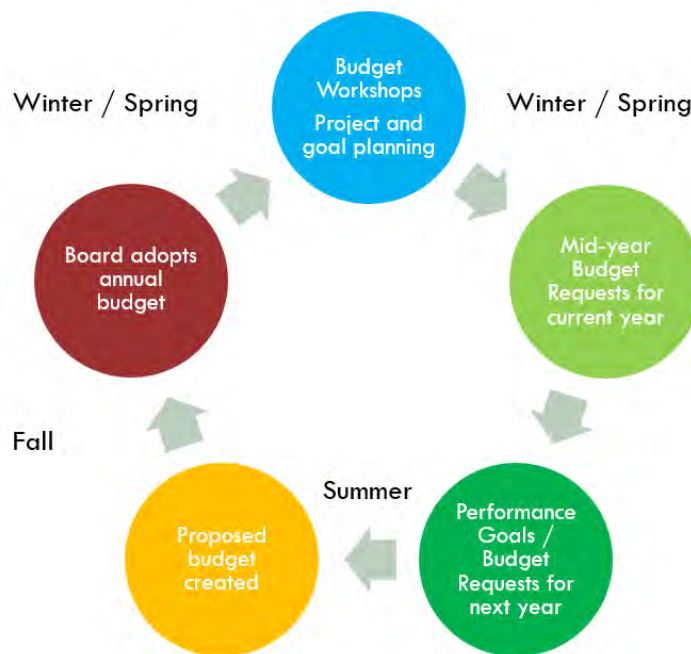 Budget
Workshops
Project and
goal planning
Winter / Spring
Winter / Spring
Mid-year
Budget
Requests for
current year
Performance
Goals /
Budget
Requests for
next year
Summer
Proposed
budget
created
Fall
Board adopts
annual
budget